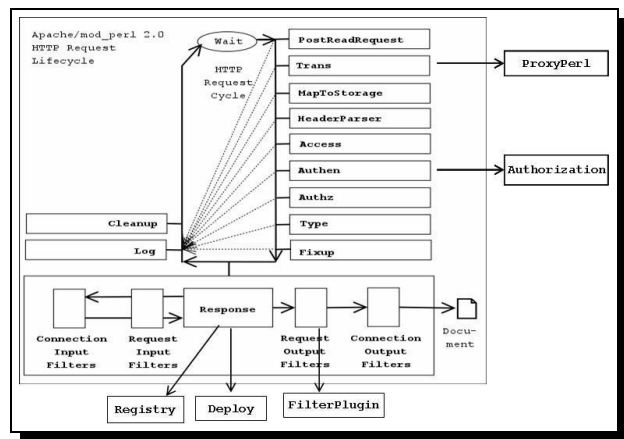 Apache/mod_perl 2.0
HTTP Request
Lifecycle
Wait
HTTP
Request
Cycle
PostReadRequest
Trans
MapToStorage
HeaderParser
Access
Authen
Authz
Type
Fixup
ProxyPerl
Authorization
Cleanup
Log
Response
Connection
Input
Filters
Request
Input
Filters
Request
Output
Filters
Connection
Output
Filters
Docu-
ment
Registry
Deploy
FilterPlugin